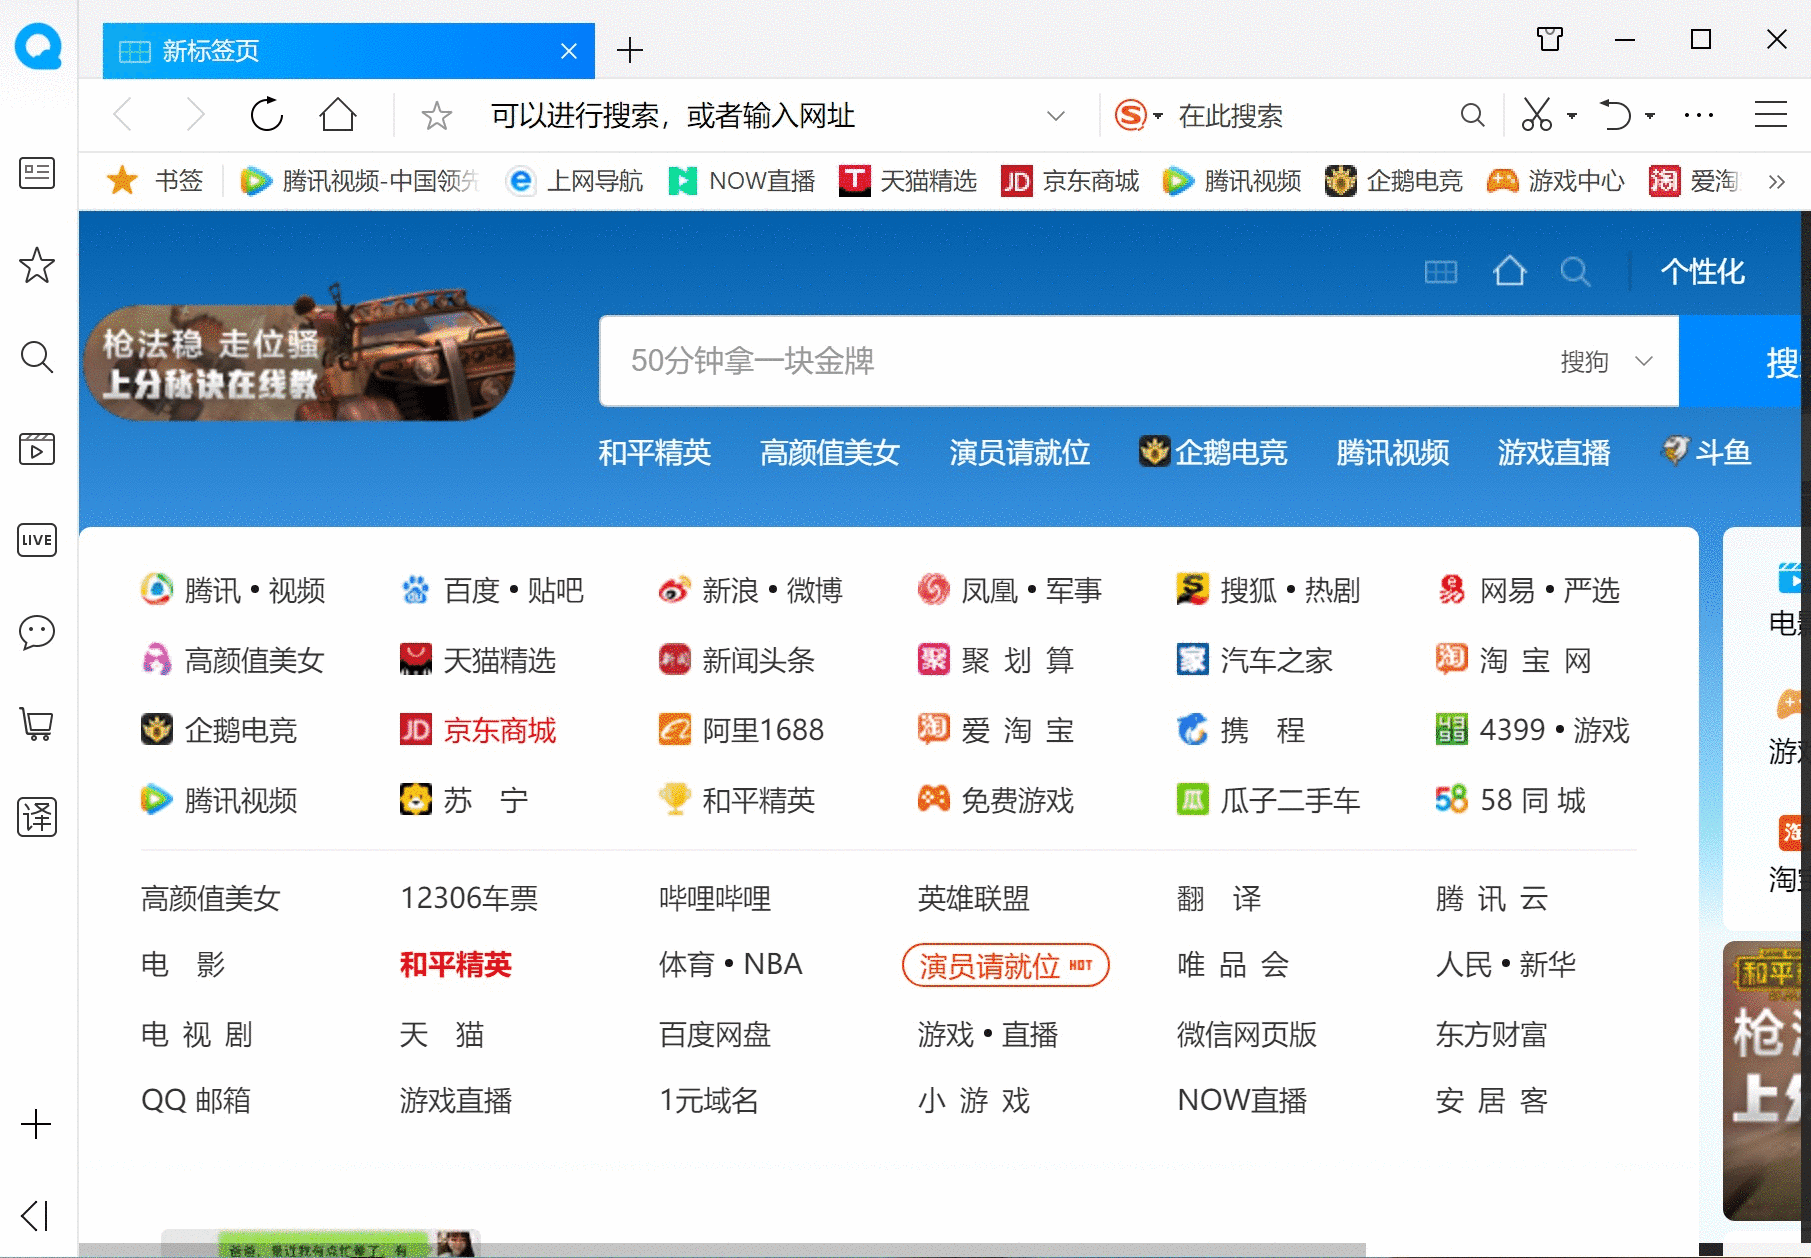 新标签页
可以进行搜索，或者输入网址
在此搜索
书签 腾讯视频-中国领先 上网导航 NOW直播 天猫精选 京东商城 腾讯视频 企鹅电竞 游戏中心 爱淘
个性化
枪法稳 走位骚
上分秘诀在线教
50分钟拿一块金牌 搜狗 搜
和平精英 高颜值美女 演员请就位 企鹅电竞 腾讯视频 游戏直播 斗鱼
LIVE
译
腾讯•视频 百度•贴吧 新浪•微博 凤凰•军事 搜狐•热剧 网易•严选
高颜值美女 天猫精选 新闻头条 聚 划 算 汽车之家 淘 宝 网
企鹅电竞 京东商城 阿里1688 爱 淘 宝 携 程 4399•游戏
腾讯视频 苏 宁 和平精英 免费游戏 瓜子二手车 58 同 城
高颜值美女 12306车票 哔哩哔哩 英雄联盟 翻 译 腾 讯 云
电 影 和平精英 体育•NBA 演员请就位 HOT 唯 品 会 人民•新华
电 视 剧 天 猫 百度网盘 游戏•直播 微信网页版 东方财富
QQ 邮箱 游戏直播 1元域名 小 游 戏 NOW直播 安 居 客
电影
游戏
淘宝
和平
枪法
上分